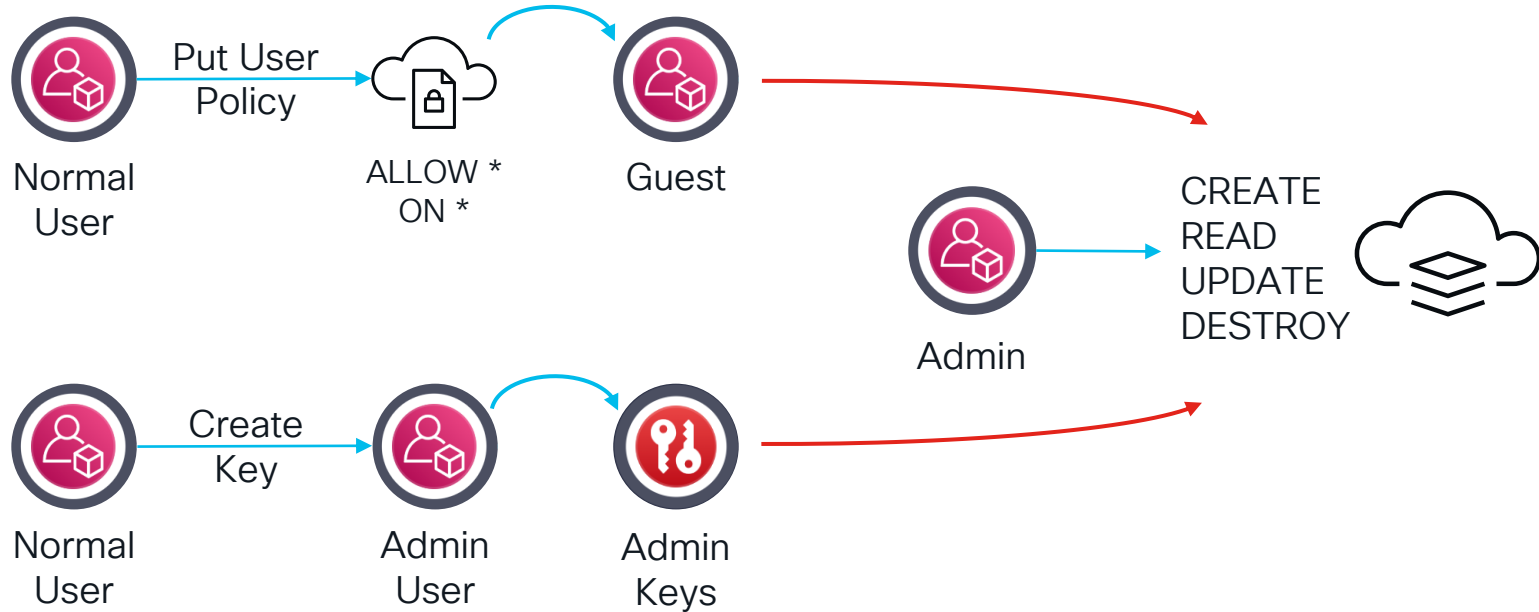 Put User
Policy
Normal
User
ALLOW *
ON *
Guest
Admin
CREATE
READ
UPDATE
DESTROY
Create
Key
Normal
User
Admin
User
Admin
Keys